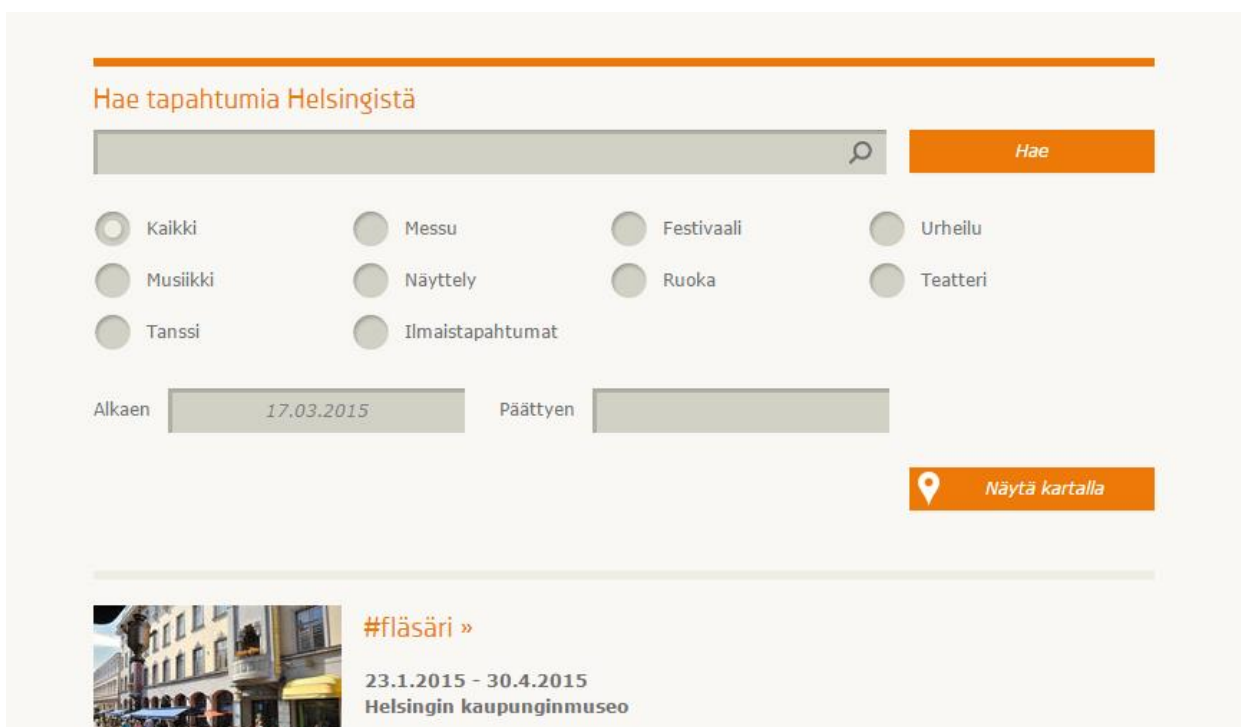 Hae tapahtumia Helsingistä
Hae
Kaikki Messu Festivaali Urheilu
Musiikki Näyttely Ruoka Teatteri
Tanssi Ilmaistapahtumat
Alkaen 17.03.2015 Päättyen
Näytä kartalla
#fläsäri »
23.1.2015 - 30.4.2015
Helsingin kaupunginmuseo